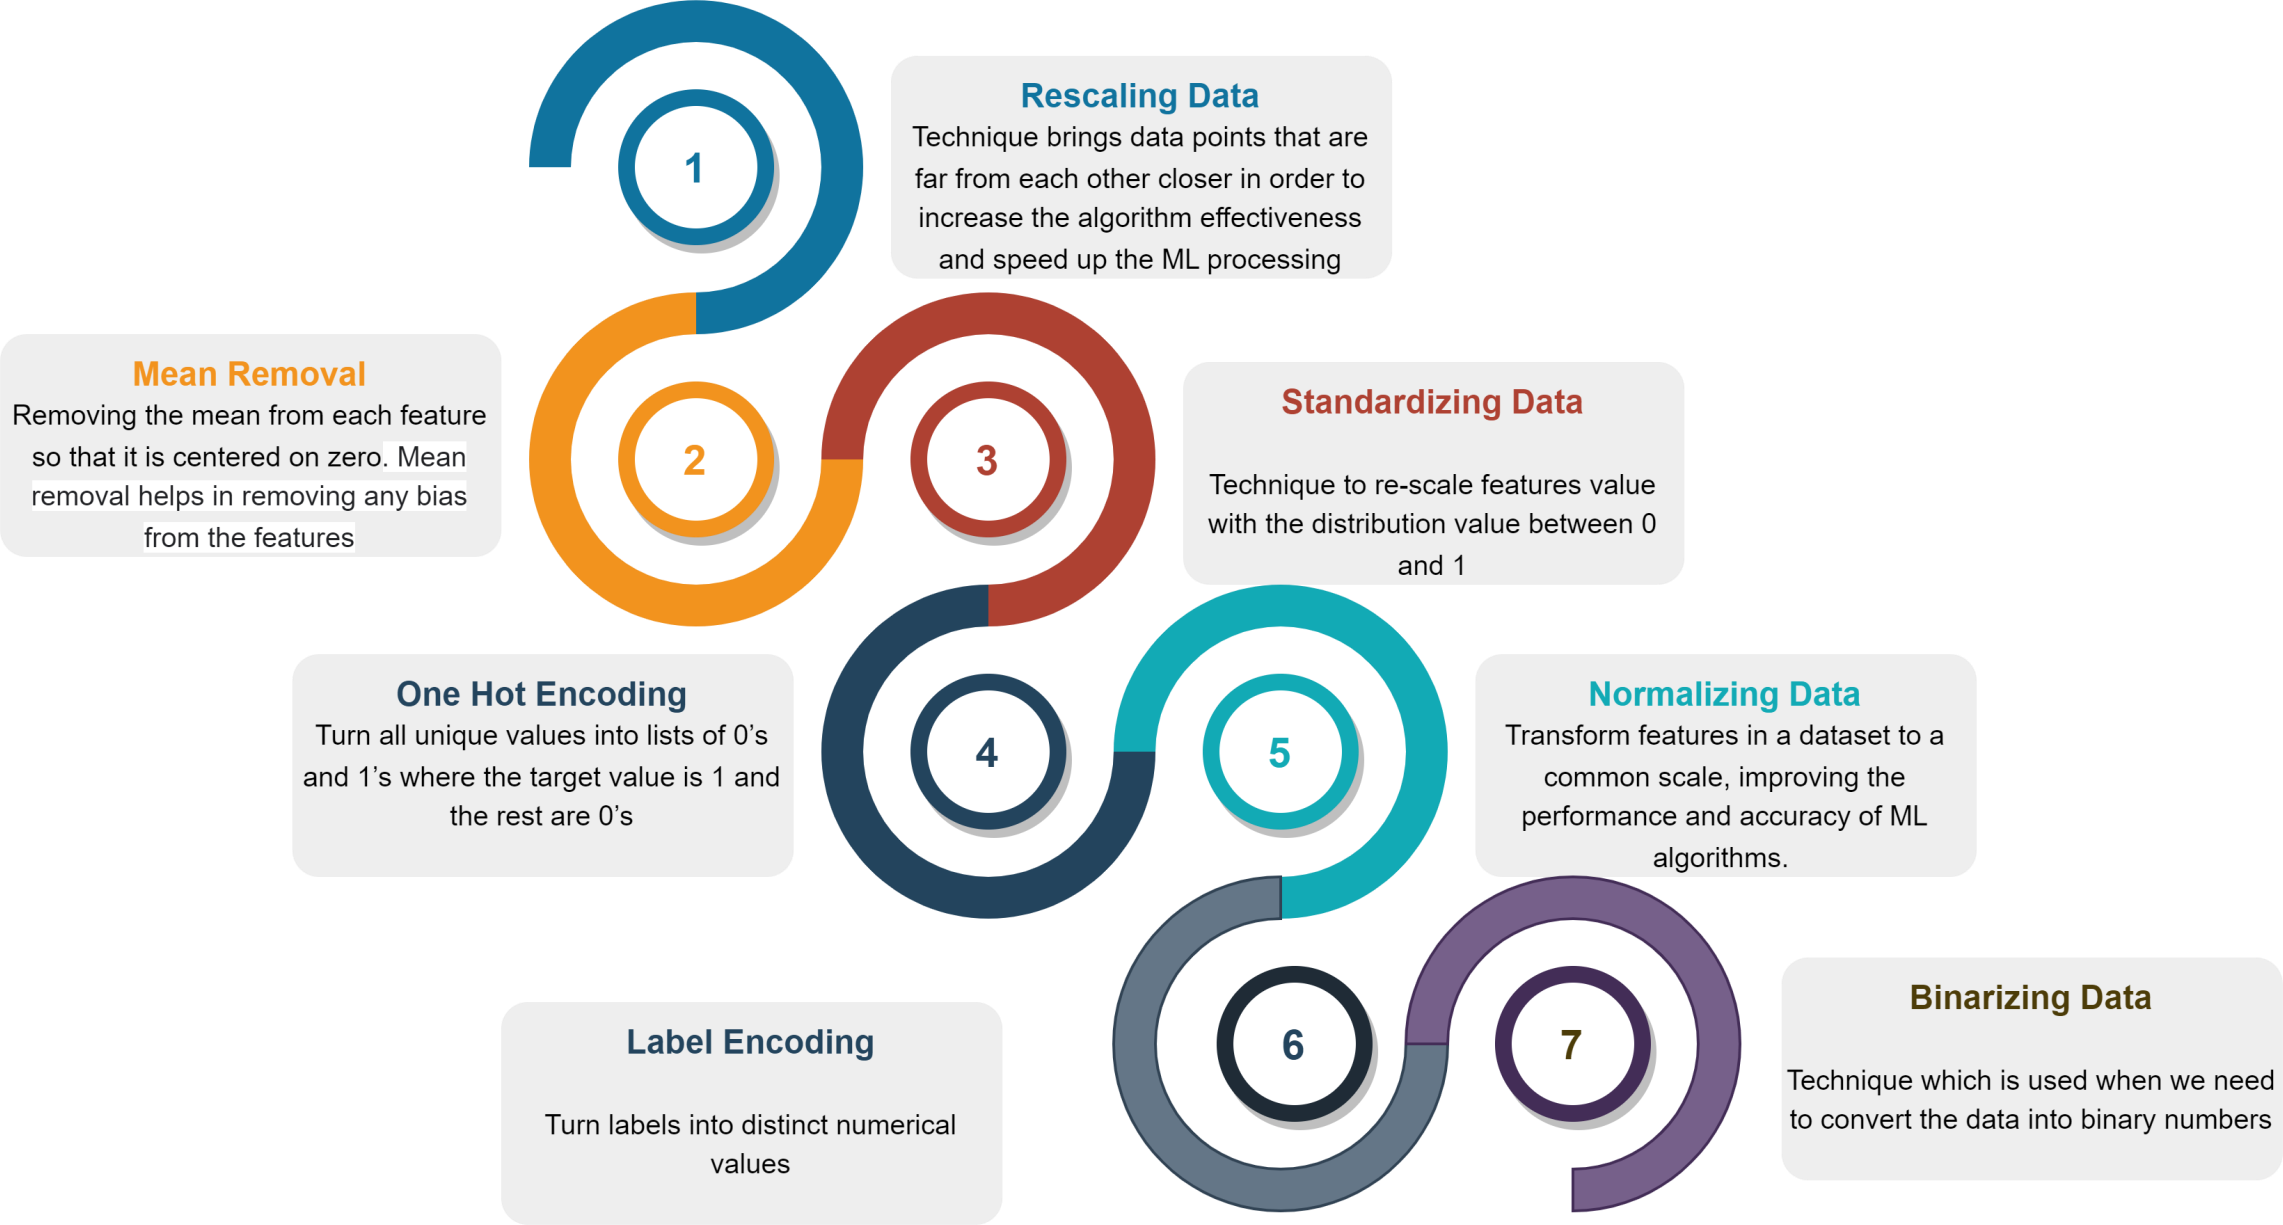 1
Rescaling Data
Technique brings data points that are
far from each other closer in order to
increase the algorithm effectiveness
and speed up the ML processing
Mean Removal
Removing the mean from each feature
so that it is centered on zero. Mean
removal helps in removing any bias
from the features
2
3
Standardizing Data
Technique to re-scale features value
with the distribution value between 0
and 1
One Hot Encoding
Turn all unique values into lists of 0’s
and 1’s where the target value is 1 and
the rest are 0’s
4
5
Normalizing Data
Transform features in a dataset to a
common scale, improving the
performance and accuracy of ML
algorithms.
Label Encoding
Turn labels into distinct numerical
values
6
7
Binarizing Data
Technique which is used when we need
to convert the data into binary numbers